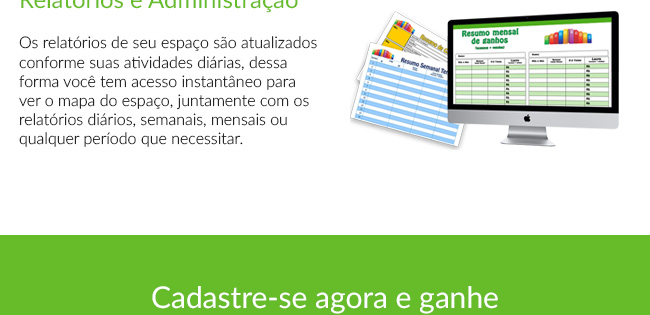 Relatórios e Administração
Os relatórios de seu espaço são atualizados
conforme suas atividades diárias, dessa
forma você tem acesso instantâneo para
ver o mapa do espaço, juntamente com os
relatórios diários, semanais, mensais ou
qualquer período que necessitar.
Resumo Semanal
Resumo mensal
de ganhos
Cadastre-se agora e ganhe